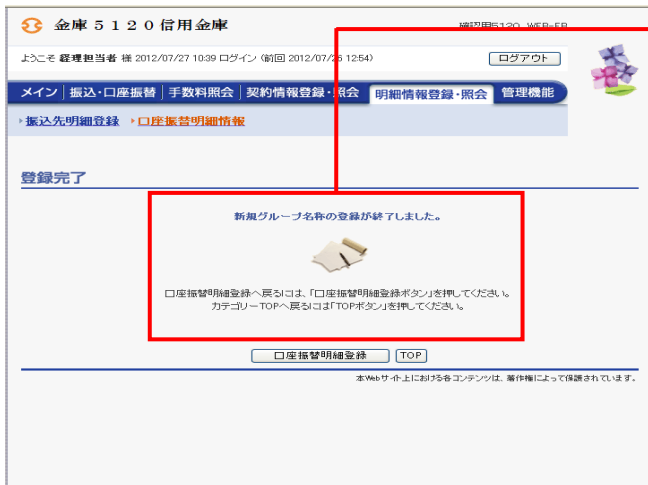 金庫5120信用金庫
確認用5120 WEB-FB
ようこそ 経理担当者 様 2012/07/27 10:39 ログイン (前回 2012/07/26 12:54)
ログアウト
メイン 振込・口座振替 手数料照会 契約情報登録・照会 明細情報登録・照会 管理機能
振込先明細登録 口座振替明細情報
登録完了
新規グループ名称の登録が終了しました。
口座振替明細登録へ戻るには、「口座振替明細登録ボタン」を押してください。
カテゴリーTOPへ戻るには「TOPボタン」を押してください。
口座振替明細登録 TOP
本Webサイト上における各コンテンツは、著作権によって保護されています。